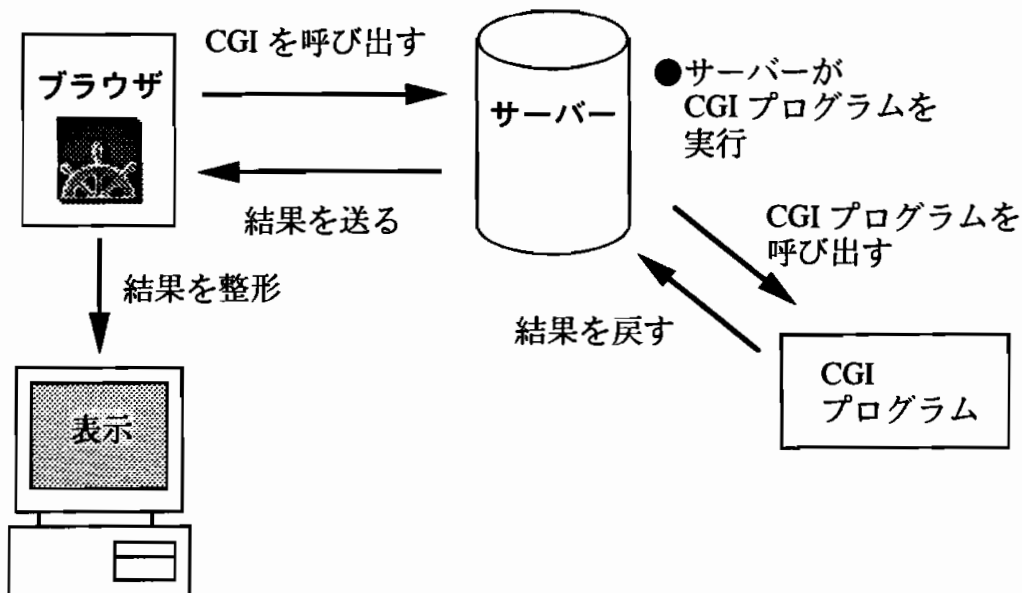 CGI を呼び出す
ブラウザ
サーバー
●サーバーが
CGI プログラムを
実行
結果を送る
CGI プログラムを
呼び出す
結果を整形
結果を戻す
CGI
プログラム
表示